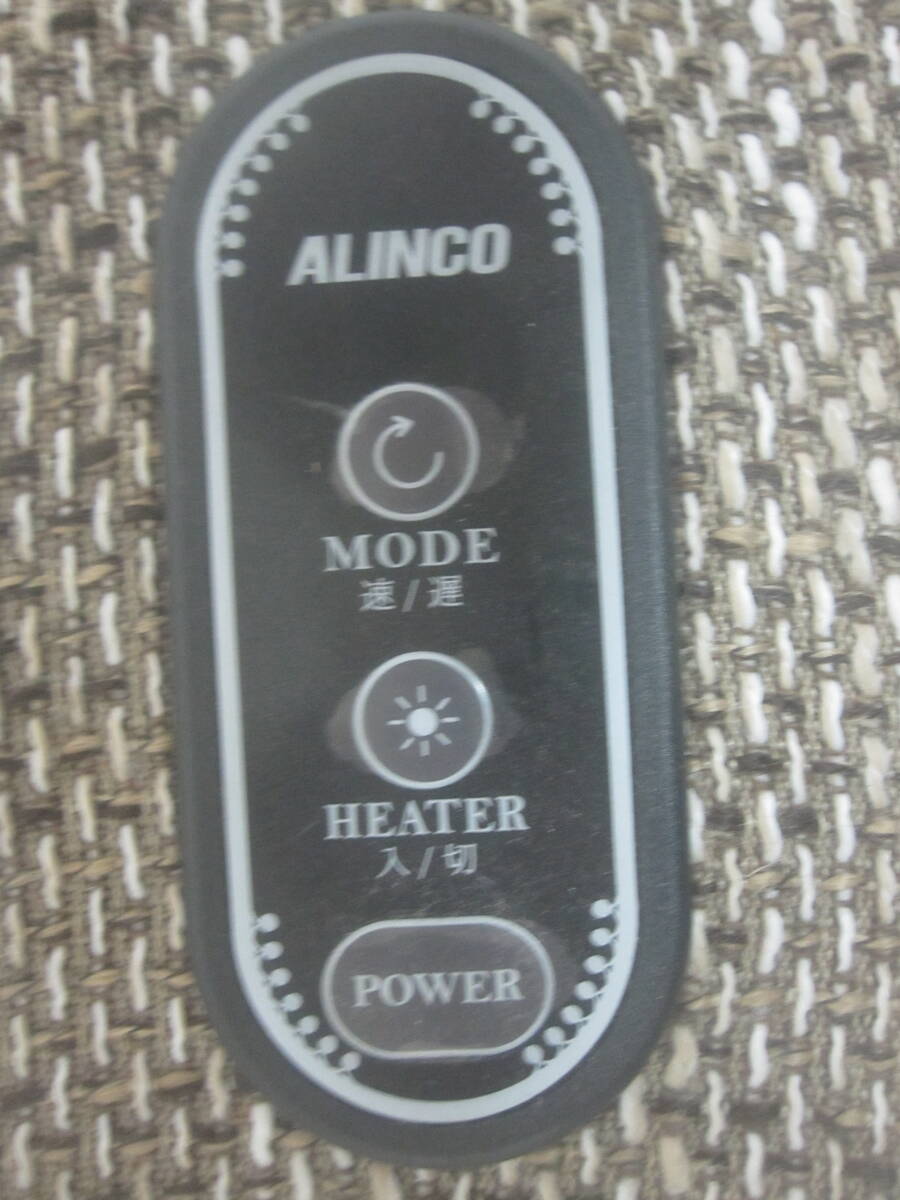 ALINCO
MODE
速/遅
HEATER
入/切
POWER